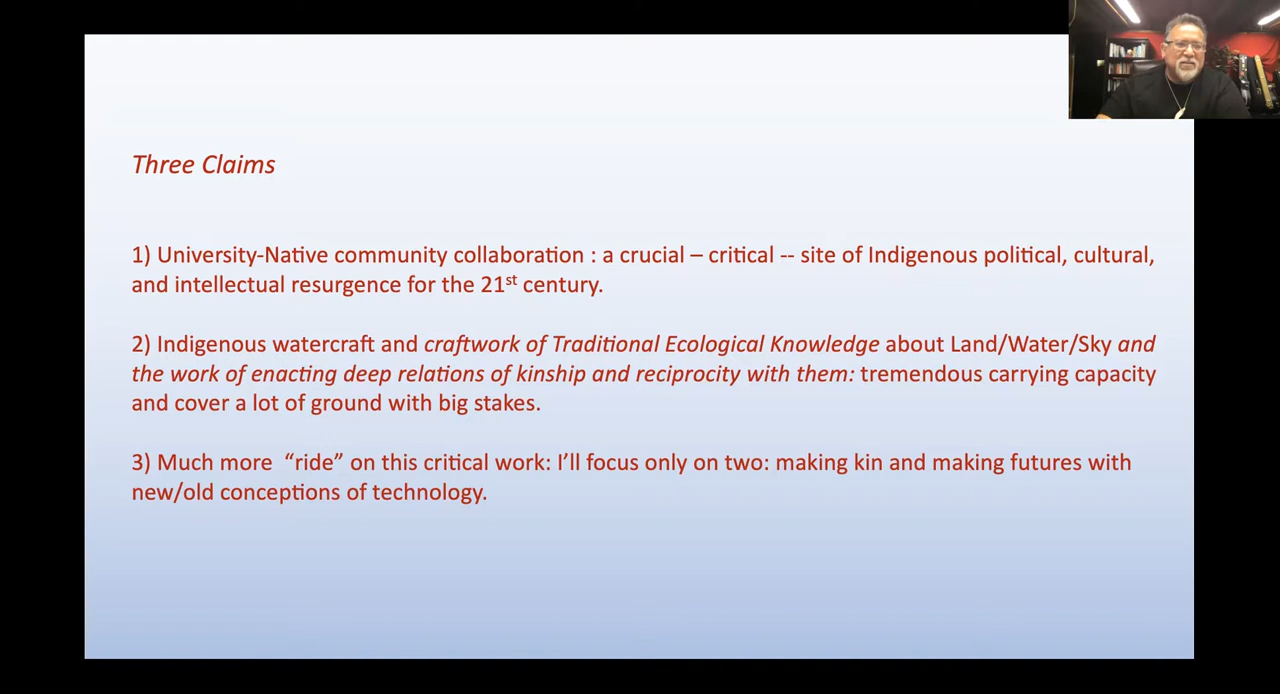 Three Claims
1) University-Native community collaboration : a crucial – critical -- site of Indigenous political, cultural,
and intellectual resurgence for the 21st century.
2) Indigenous watercraft and craftwork of Traditional Ecological Knowledge about Land/Water/Sky and
the work of enacting deep relations of kinship and reciprocity with them: tremendous carrying capacity
and cover a lot of ground with big stakes.
3) Much more  “ride” on this critical work: I’ll focus only on two: making kin and making futures with
new/old conceptions of technology.